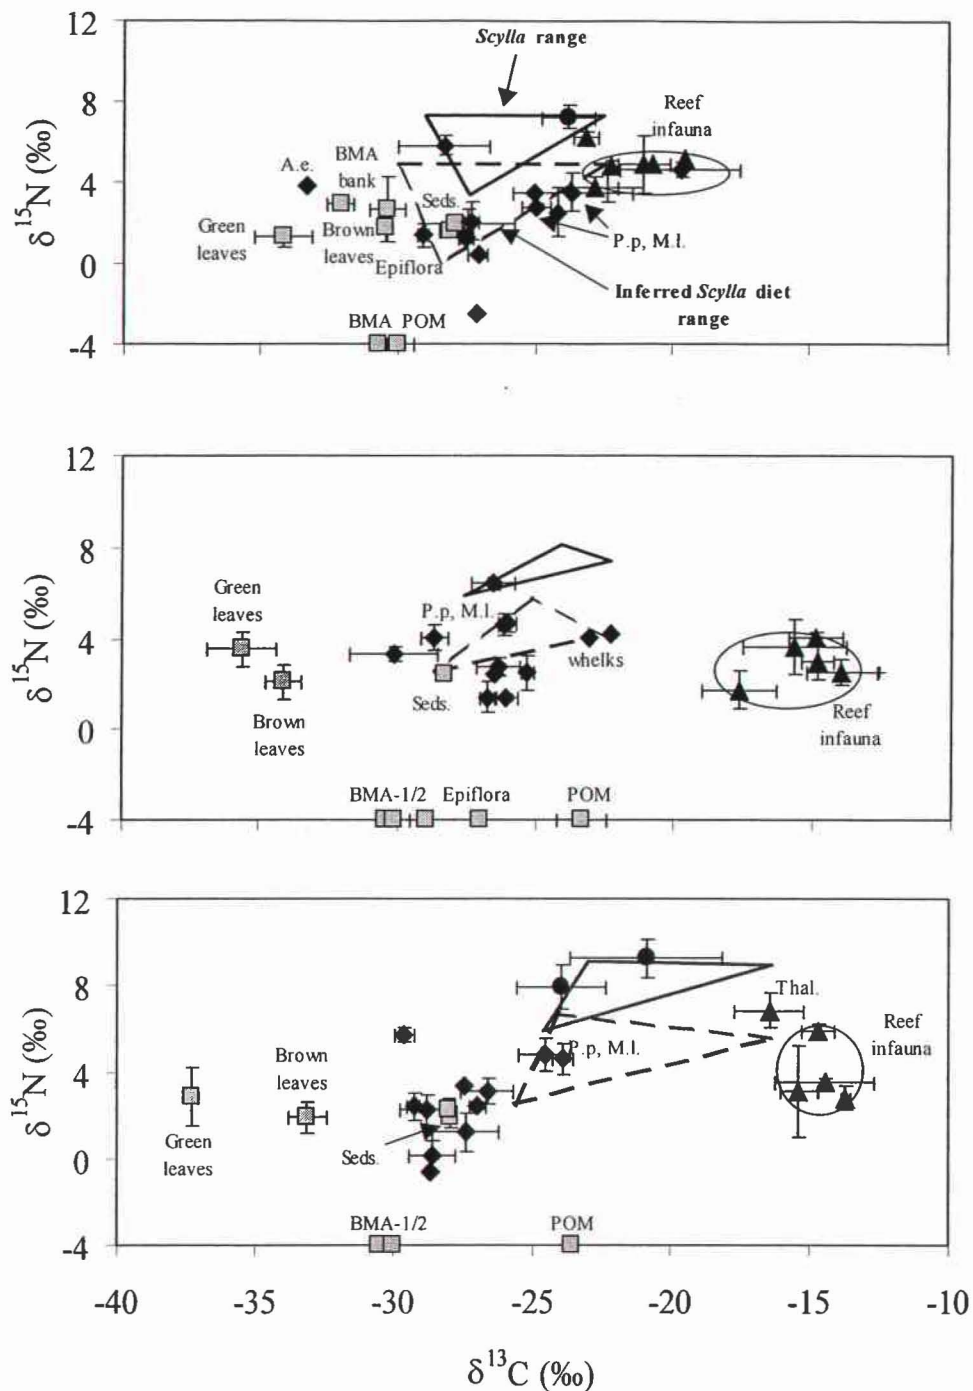 12
8
4
0
-4
δ¹⁵N (‰)
Scylla range
Reef
infauna
A.e.
BMA
bank
Seds.
Green
leaves
Brown
leaves
Epiflora
P.p, M.l.
Inferred Scylla diet
range
BMA POM
12
8
4
0
-4
δ¹⁵N (‰)
Green
leaves
P.p, M.l.
whelks
Seds.
Brown
leaves
Reef
infauna
BMA-1/2 Epiflora POM
12
8
4
0
-4
δ¹⁵N (‰)
Thal.
Reef
infauna
Brown
leaves
P.p, M.l.
Green
leaves
Seds.
BMA-1/2 POM
-40 -35 -30 -25 -20 -15 -10
δ¹³C (‰)